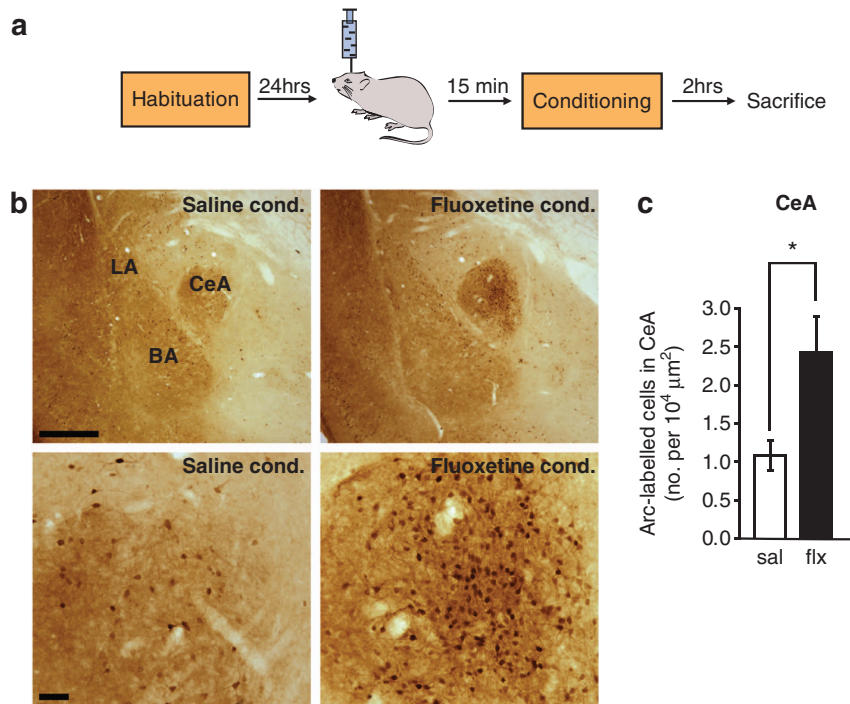 a
Habituation
24hrs
15 min
Conditioning
2hrs
Sacrifice
b
Saline cond.
LA
CeA
BA
Fluoxetine cond.
Saline cond.
Fluoxetine cond.
c
CeA
*
Arc-labelled cells in CeA
(no. per 10⁴ μm²)
3.0
2.5
2.0
1.5
1.0
0.5
0.0
sal
flx